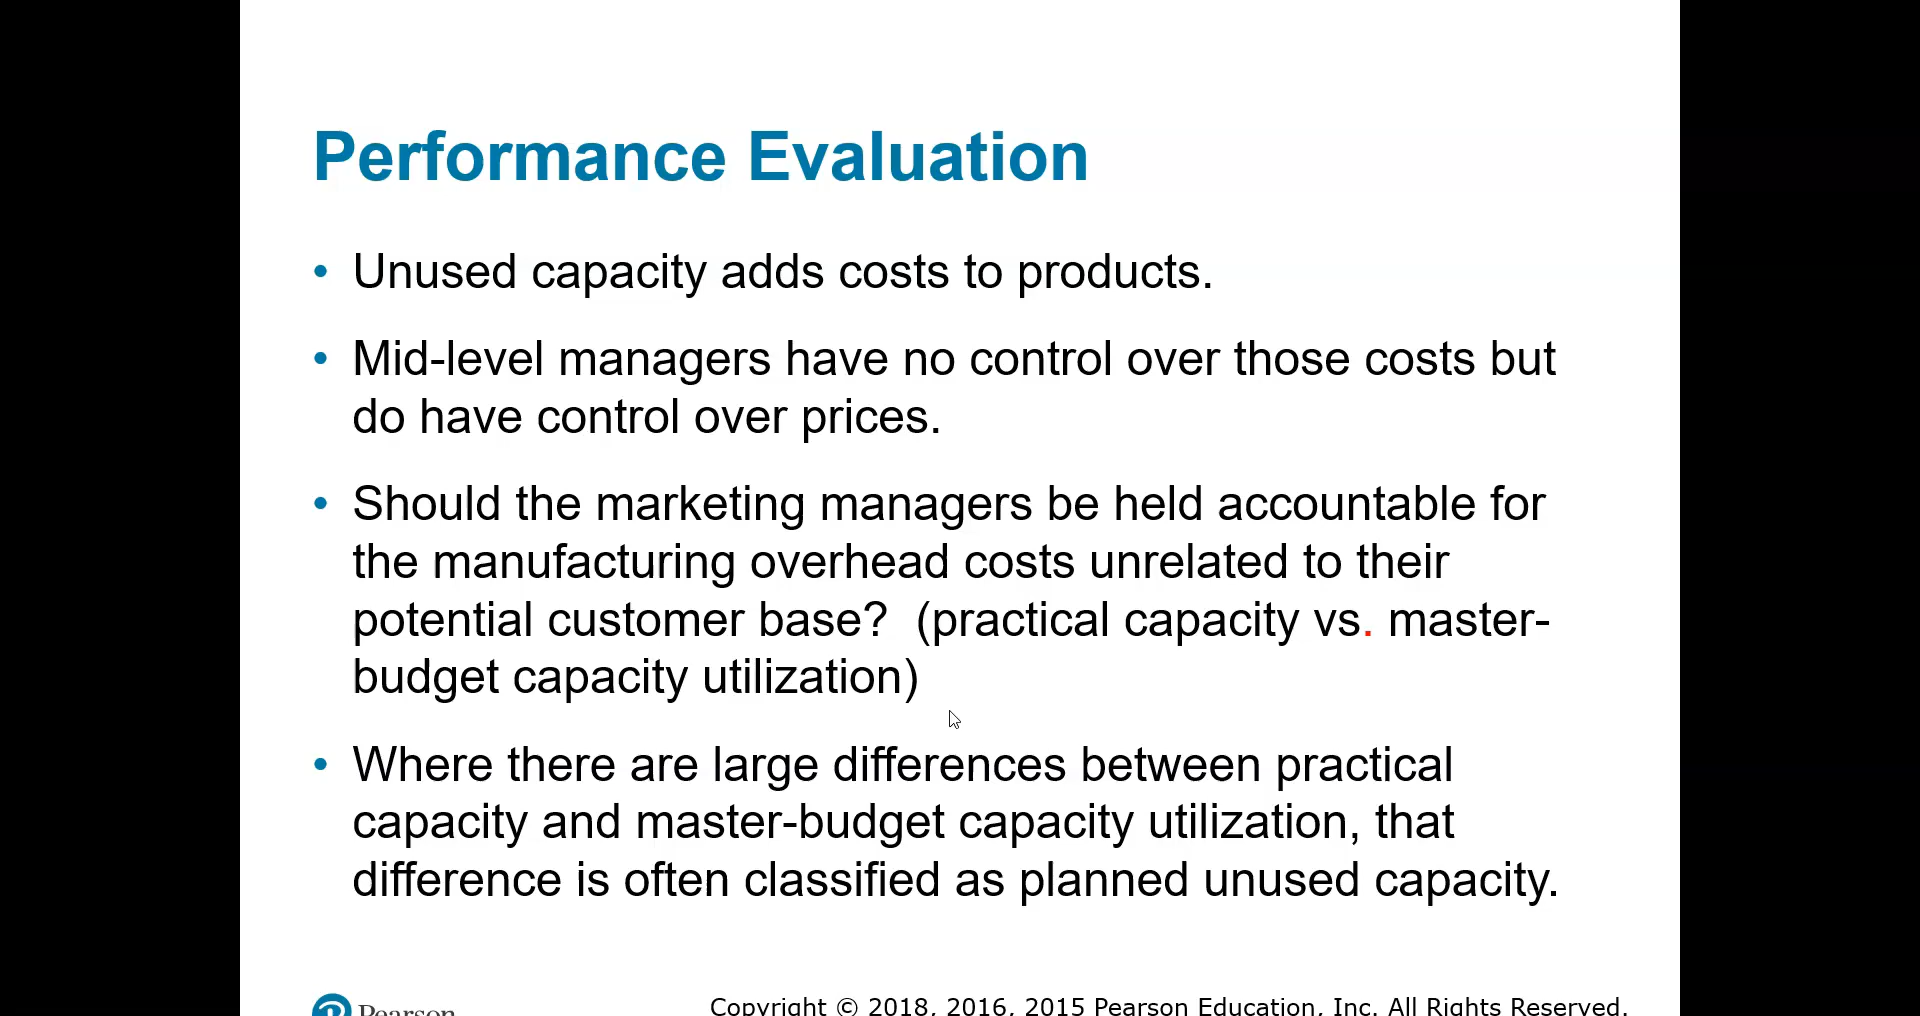 Performance Evaluation
• Unused capacity adds costs to products.
• Mid-level managers have no control over those costs but
do have control over prices.
• Should the marketing managers be held accountable for
the manufacturing overhead costs unrelated to their
potential customer base?  (practical capacity vs. master-
budget capacity utilization)
• Where there are large differences between practical
capacity and master-budget capacity utilization, that
difference is often classified as planned unused capacity.
Pearson
Copyright © 2018, 2016, 2015 Pearson Education, Inc. All Rights Reserved.